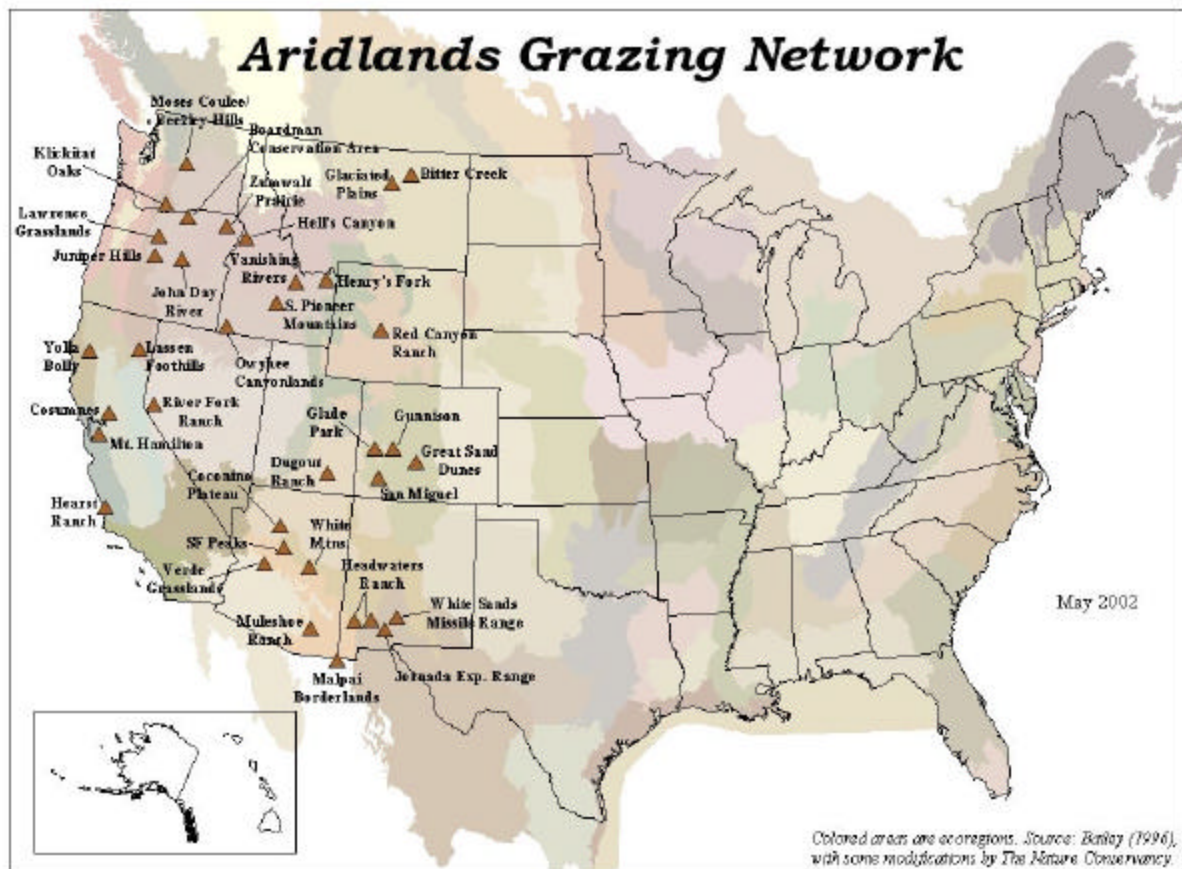 Aridlands Grazing Network
Moses Coulee/
Beezley Hills
Boardman
Conservation Area
Klickitat
Oaks
Zumwalt
Prairie
Glaciated
Plains
Bitter Creek
Lawrence
Grasslands
Hell's Canyon
Juniper Hills
Vanishing
Rivers
Henry's Fork
John Day
River
S. Pioneer
Mountains
Red Canyon
Ranch
Yolla
Bolly
Lassen
Foothills
Owyhee
Canyonlands
Cosumnes
River Fork
Ranch
Glade
Park
Gunnison
Mt. Hamilton
Great Sand
Dunes
Dugout
Ranch
Coconino
Plateau
San Miguel
Hearst
Ranch
White
Mtns.
SF Peaks
Headwaters
Ranch
Verde
Grasslands
White Sands
Missile Range
May 2002
Muleshoe
Ranch
Jornada Exp. Range
Malpai
Borderlands
Colored areas are ecoregions. Source: Bailey (1996),
with some modifications by The Nature Conservancy.